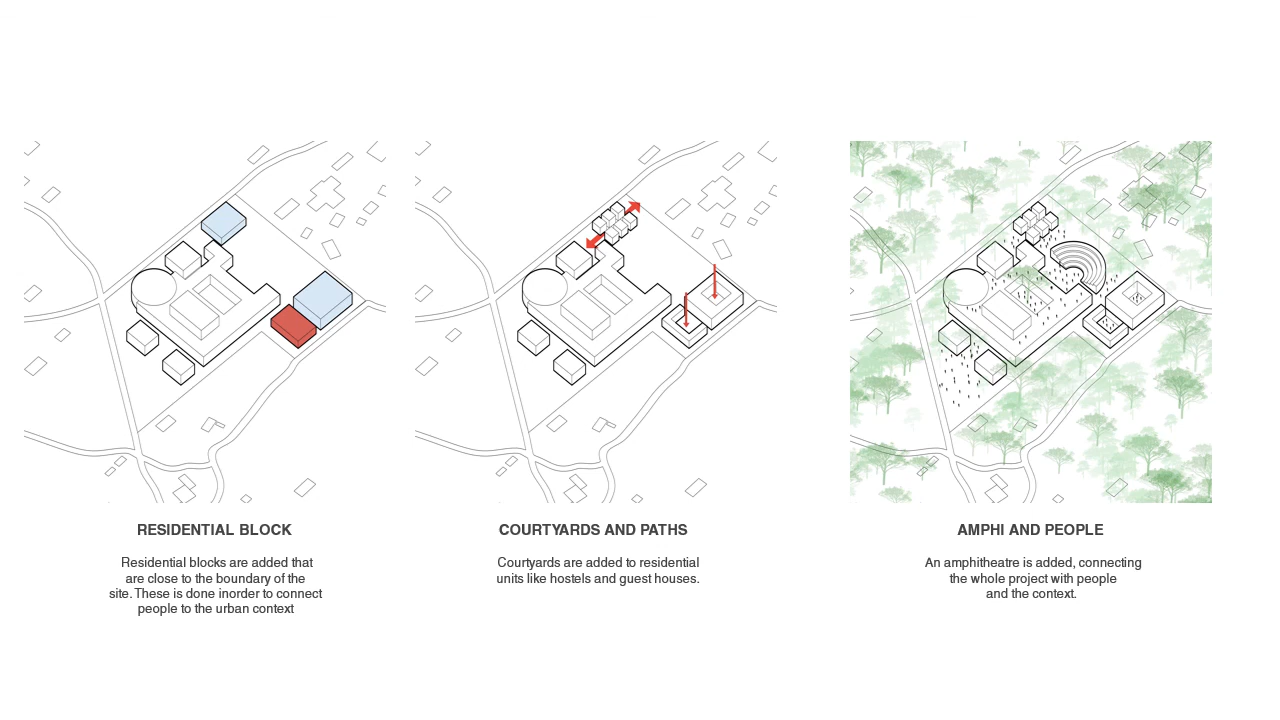 RESIDENTIAL BLOCK
Residential blocks are added that
are close to the boundary of the
site. These is done inorder to connect
people to the urban context
COURTYARDS AND PATHS
Courtyards are added to residential
units like hostels and guest houses.
AMPHI AND PEOPLE
An amphitheatre is added, connecting
the whole project with people
and the context.